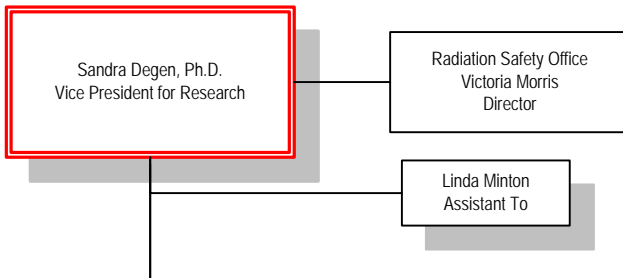 Sandra Degen, Ph.D.
Vice President for Research
Radiation Safety Office
Victoria Morris
Director
Linda Minton
Assistant To